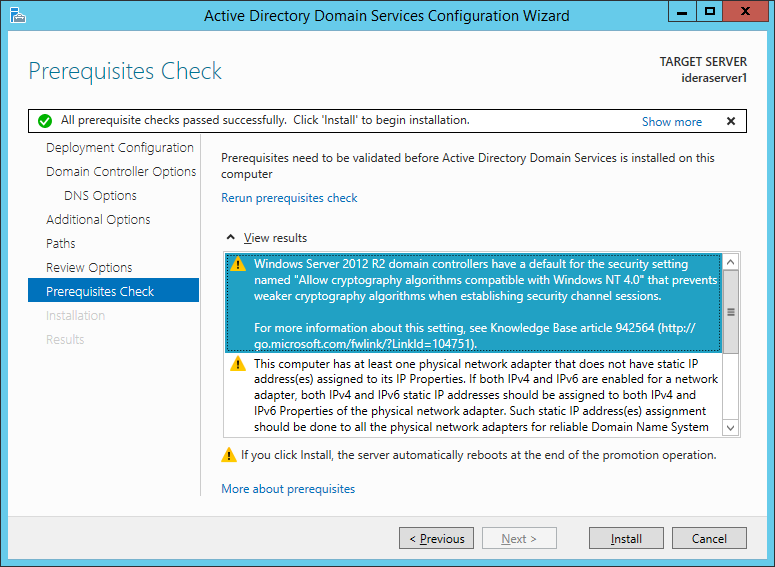 Active Directory Domain Services Configuration Wizard
Prerequisites Check
TARGET SERVER
ideraserver1
All prerequisite checks passed successfully.  Click 'Install' to begin installation.
Show more
Deployment Configuration
Domain Controller Options
DNS Options
Additional Options
Paths
Review Options
Prerequisites Check
Installation
Results
Prerequisites need to be validated before Active Directory Domain Services is installed on this
computer
Rerun prerequisites check
View results
Windows Server 2012 R2 domain controllers have a default for the security setting
named "Allow cryptography algorithms compatible with Windows NT 4.0" that prevents
weaker cryptography algorithms when establishing security channel sessions.
For more information about this setting, see Knowledge Base article 942564 (http://
go.microsoft.com/fwlink/?LinkId=104751).
This computer has at least one physical network adapter that does not have static IP
address(es) assigned to its IP Properties. If both IPv4 and IPv6 are enabled for a network
adapter, both IPv4 and IPv6 static IP addresses should be assigned to both IPv4 and
IPv6 Properties of the physical network adapter. Such static IP address(es) assignment
should be done to all the physical network adapters for reliable Domain Name System
If you click Install, the server automatically reboots at the end of the promotion operation.
More about prerequisites
< Previous
Next >
Install
Cancel